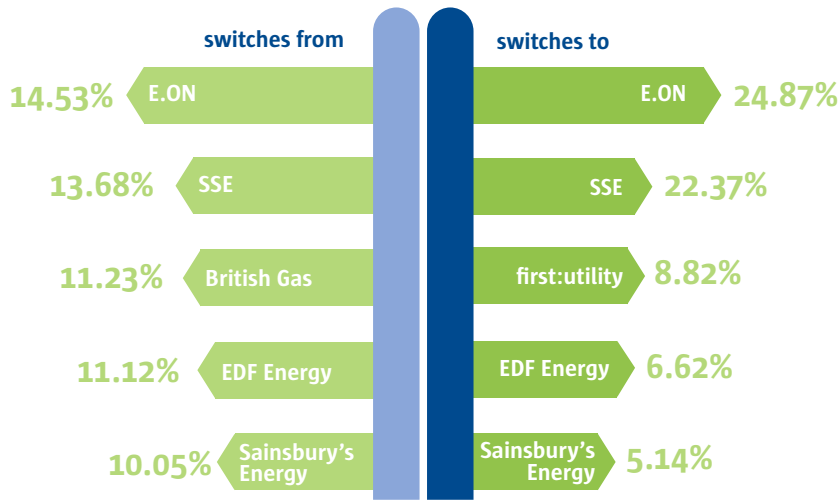 switches from
switches to
14.53%
E.ON
E.ON
24.87%
13.68%
SSE
SSE
22.37%
11.23%
British Gas
first:utility
8.82%
11.12%
EDF Energy
EDF Energy
6.62%
10.05%
Sainsbury's
Energy
Sainsbury's
Energy
5.14%